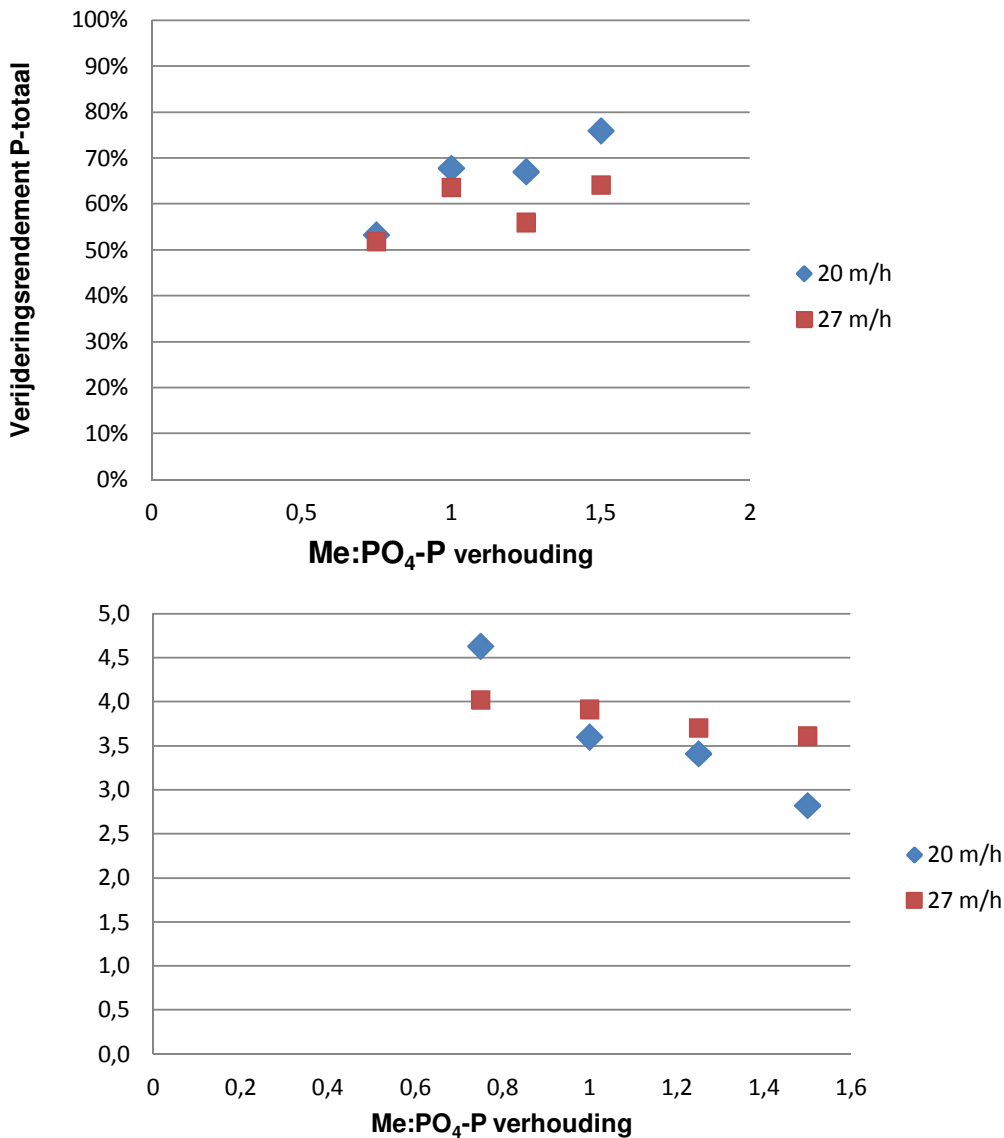 Verijderingsrendement P-totaal
100%
90%
80%
70%
60%
50%
40%
30%
20%
10%
0%
0 0,5 1 1,5 2
Me:PO₄-P verhouding
20 m/h
27 m/h
5,0
4,5
4,0
3,5
3,0
2,5
2,0
1,5
1,0
0,5
0,0
0 0,2 0,4 0,6 0,8 1 1,2 1,4 1,6
Me:PO₄-P verhouding
20 m/h
27 m/h